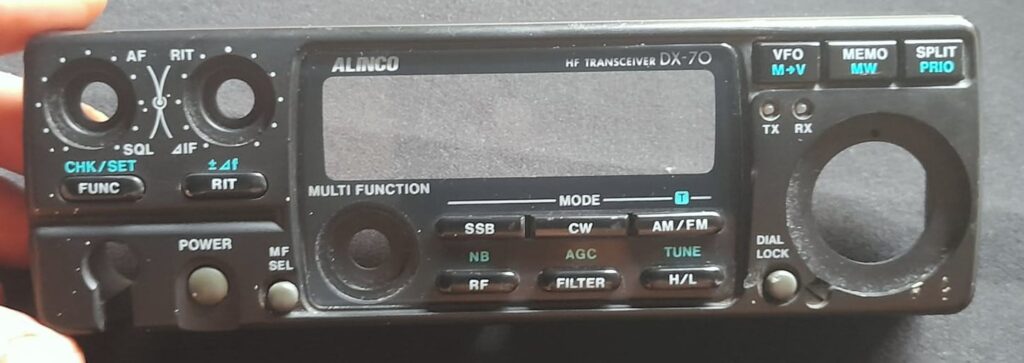 AF RIT
SQL ⊿IF
CHK/SET
FUNC
±⊿f
RIT
POWER
MF
SEL
ALINCO
HF TRANSCEIVER DX-70
MULTI FUNCTION
MODE T
SSB CW AM/FM
NB AGC TUNE
RF FILTER H/L
VFO MEMO SPLIT
M→V MW PRIO
TX RX
DIAL
LOCK